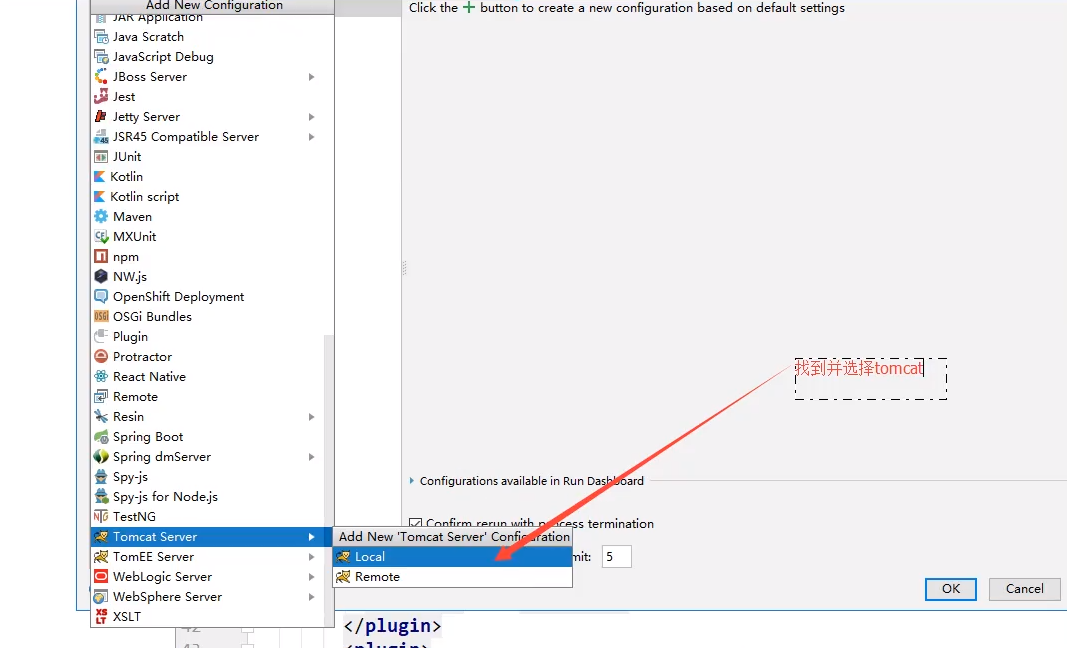 Add New Configuration
Click the + button to create a new configuration based on default settings
JAR Application
Java Scratch
JavaScript Debug
JBoss Server
Jest
Jetty Server
JSR45 Compatible Server
JUnit
Kotlin
Kotlin script
Maven
MXUnit
npm
NW.js
OpenShift Deployment
OSGi Bundles
Plugin
Protractor
React Native
Remote
Resin
Spring Boot
Spring dmServer
Spy-js
Spy-js for Node.js
TestNG
Tomcat Server
TomEE Server
WebLogic Server
WebSphere Server
XSLT
找到并选择tomcat
Configurations available in Run Dashboard
Confirm rerun with process termination
Add New 'Tomcat Server' Configuration
Local
mit: 5
Remote
OK
Cancel
42 </plugin>
43 <plugin>